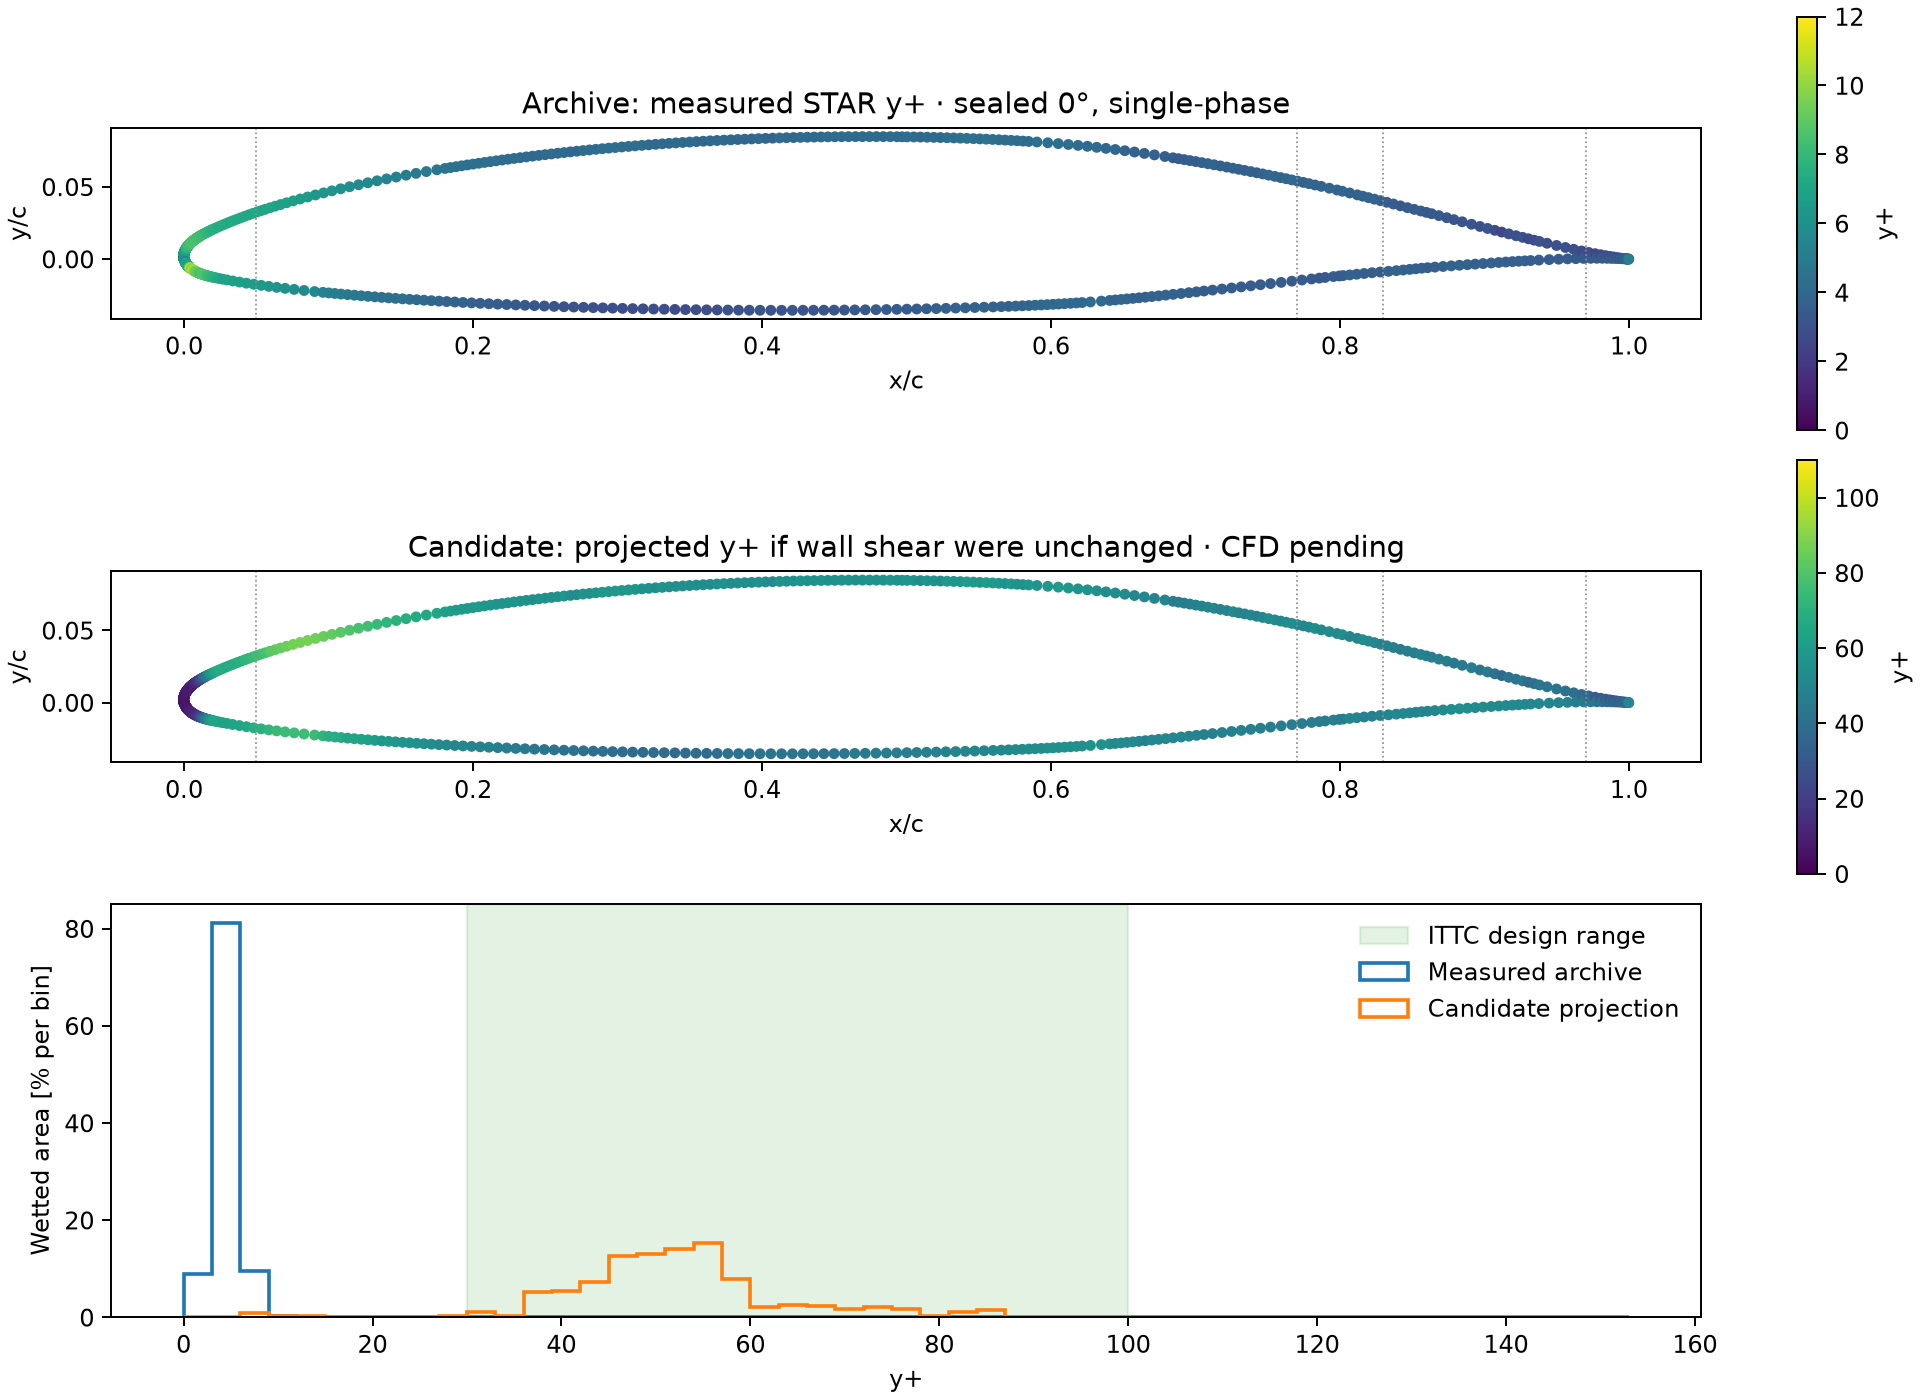 Archive: measured STAR y+ · sealed 0°, single-phase
y/c
0.05
0.00
0.0 0.2 0.4 0.6 0.8 1.0
x/c
12
10
8
6
4
2
0
y+
Candidate: projected y+ if wall shear were unchanged · CFD pending
y/c
0.05
0.00
0.0 0.2 0.4 0.6 0.8 1.0
x/c
100
80
60
40
20
0
y+
Wetted area [% per bin]
80
60
40
20
0
ITTC design range
Measured archive
Candidate projection
0 20 40 60 80 100 120 140 160
y+